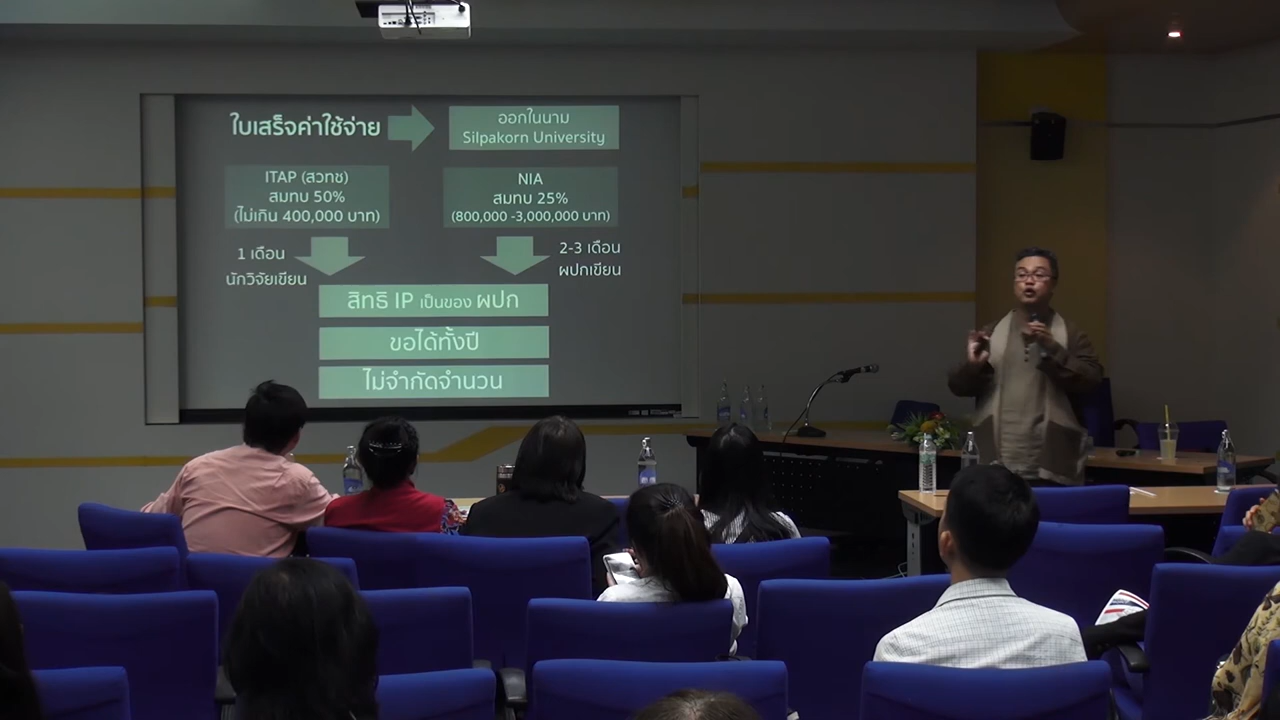 ใบเสร็จค่าใช้จ่าย
ออกในนาม
Silpakorn University
ITAP (สวทช)
สมทบ 50%
(ไม่เกิน 400,000 บาท)
NIA
สมทบ 25%
(800,000 -3,000,000 บาท)
1 เดือน
นักวิจัยเขียน
2-3 เดือน
ผปกเขียน
สิทธิ IP เป็นของ ผปก
ขอได้ทั้งปี
ไม่จำกัดจำนวน